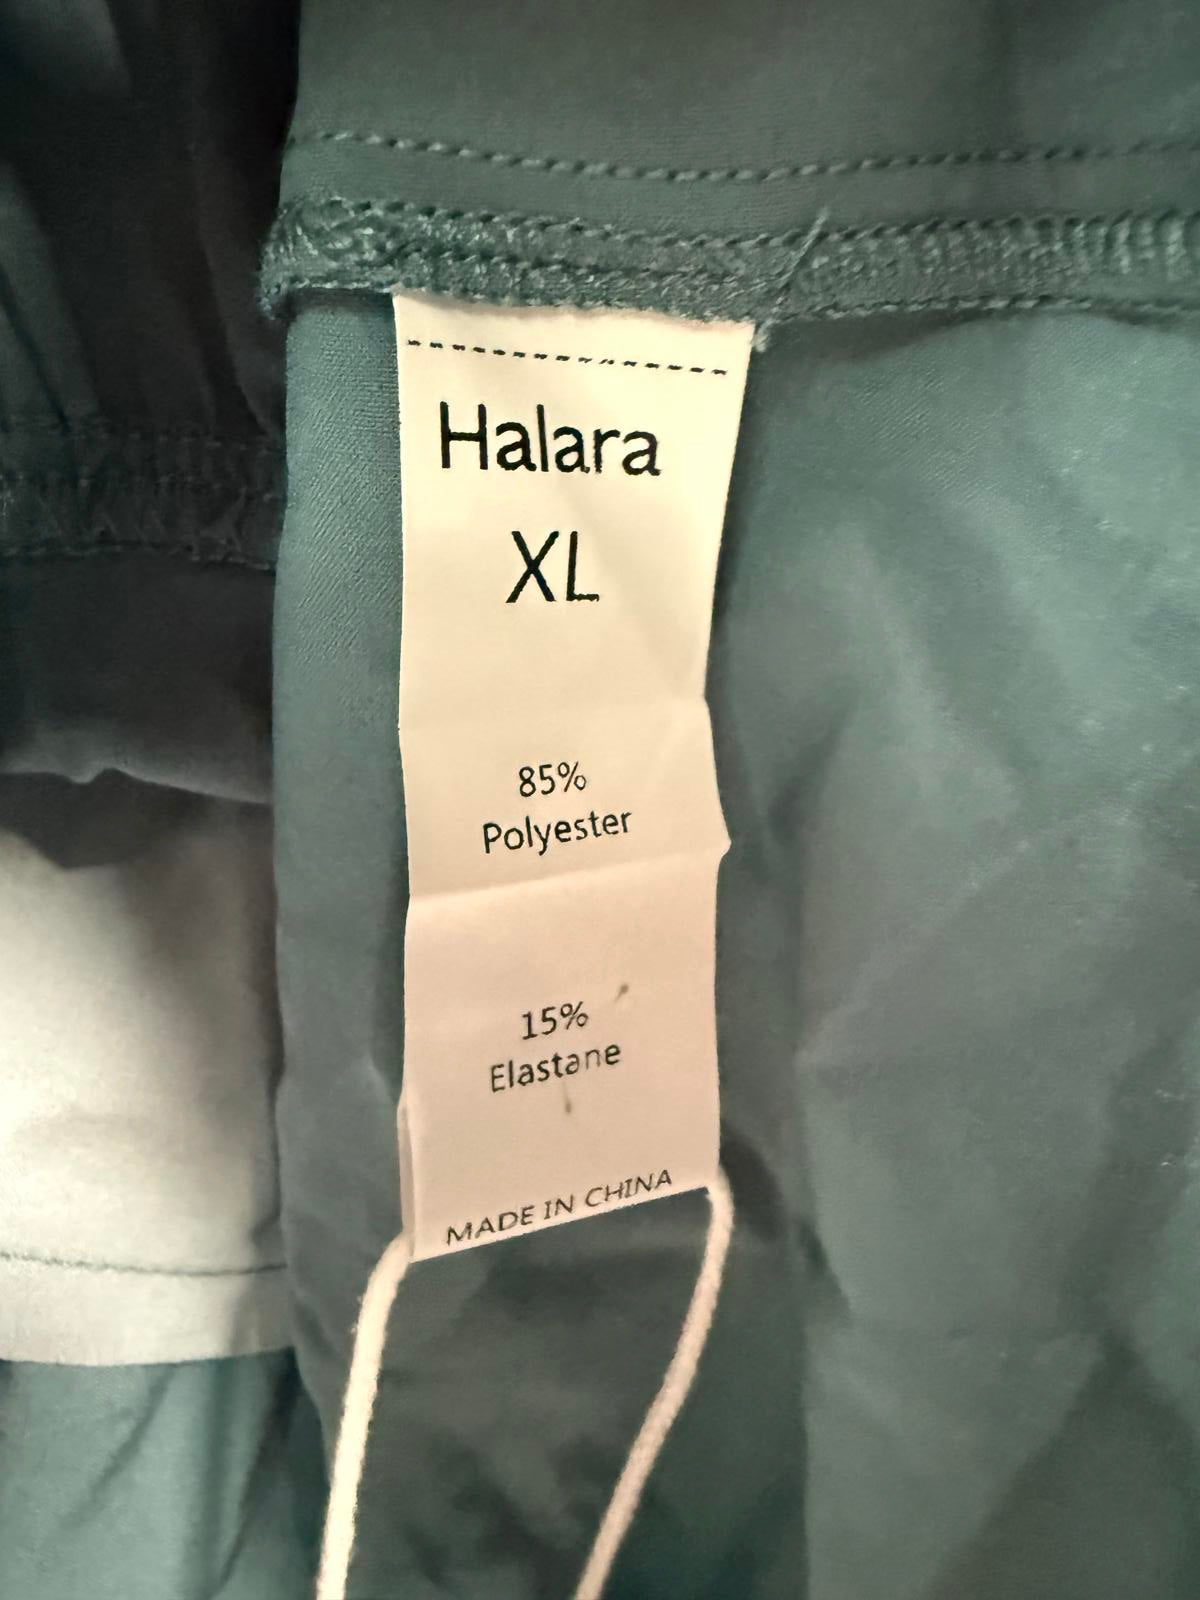 Halara
XL
85%
Polyester
15%
Elastane
MADE IN CHINA